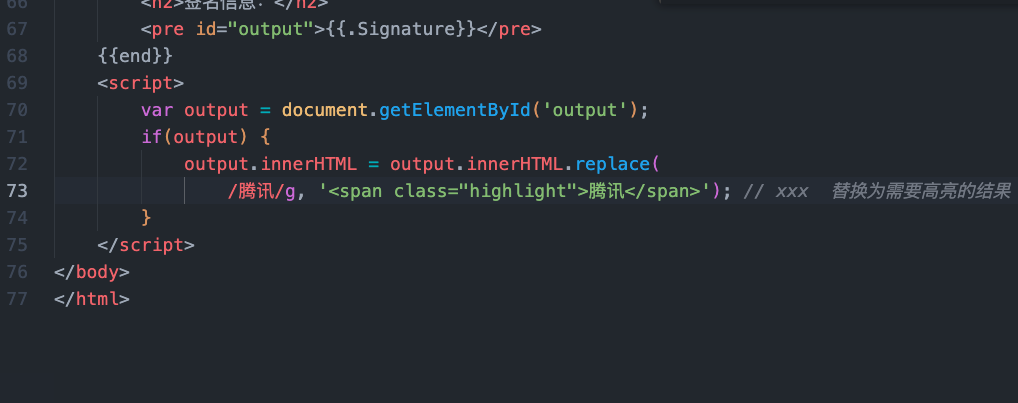 66 <h2>签名信息: </h2>
67 <pre id="output">{{.Signature}}</pre>
68 {{end}}
69 <script>
70 var output = document.getElementById('output');
71 if(output) {
72 output.innerHTML = output.innerHTML.replace(
73 /腾讯/g, '<span class="highlight">腾讯</span>'); // xxx 替换为需要高亮的结果
74 }
75 </script>
76 </body>
77 </html>